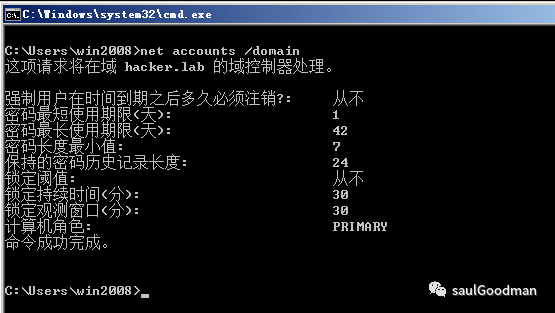 C:\Windows\system32\cmd.exe
C:\Users\win2008>net accounts /domain
这项请求将在域 hacker.lab 的域控制器处理。
强制用户在时间到期之后多久必须注销?: 从不
密码最短使用期限(天): 1
密码最长使用期限(天): 42
密码长度最小值: 7
保持的密码历史记录长度: 24
锁定阈值: 从不
锁定持续时间(分): 30
锁定观测窗口(分): 30
计算机角色: PRIMARY
命令成功完成。
C:\Users\win2008>_
saulGoodman